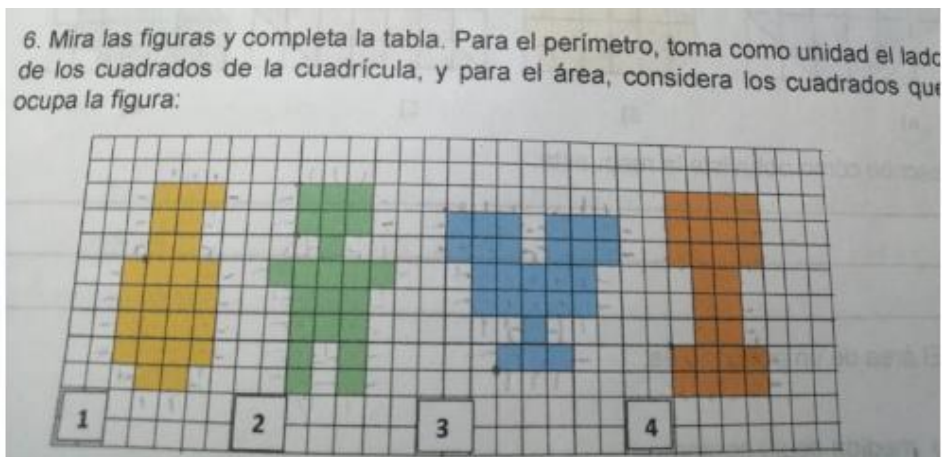 6. Mira las figuras y completa la tabla. Para el perímetro, toma como unidad el lado
de los cuadrados de la cuadrícula, y para el área, considera los cuadrados que
ocupa la figura:
1 2 3 4